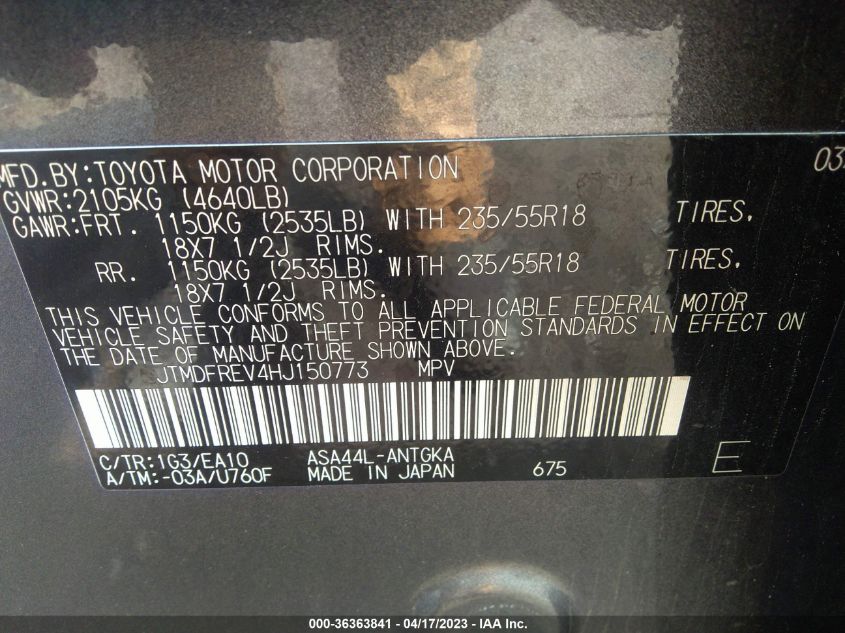 MFD.BY:TOYOTA MOTOR CORPORATION 03
GVWR:2105KG (4640LB)
GAWR:FRT. 1150KG (2535LB) WITH 235/55R18 TIRES.
18X7 1/2J RIMS.
RR. 1150KG (2535LB) WITH 235/55R18 TIRES.
18X7 1/2J RIMS.
THIS VEHICLE CONFORMS TO ALL APPLICABLE FEDERAL MOTOR
VEHICLE SAFETY AND THEFT PREVENTION STANDARDS IN EFFECT ON
THE DATE OF MANUFACTURE SHOWN ABOVE.
JTMDFREV4HJ150773 MPV
C/TR:1G3/EA10 ASA44L-ANTGKA
A/TM:-03A/U760F MADE IN JAPAN 675 E
000-36363841 - 04/17/2023 - IAA Inc.